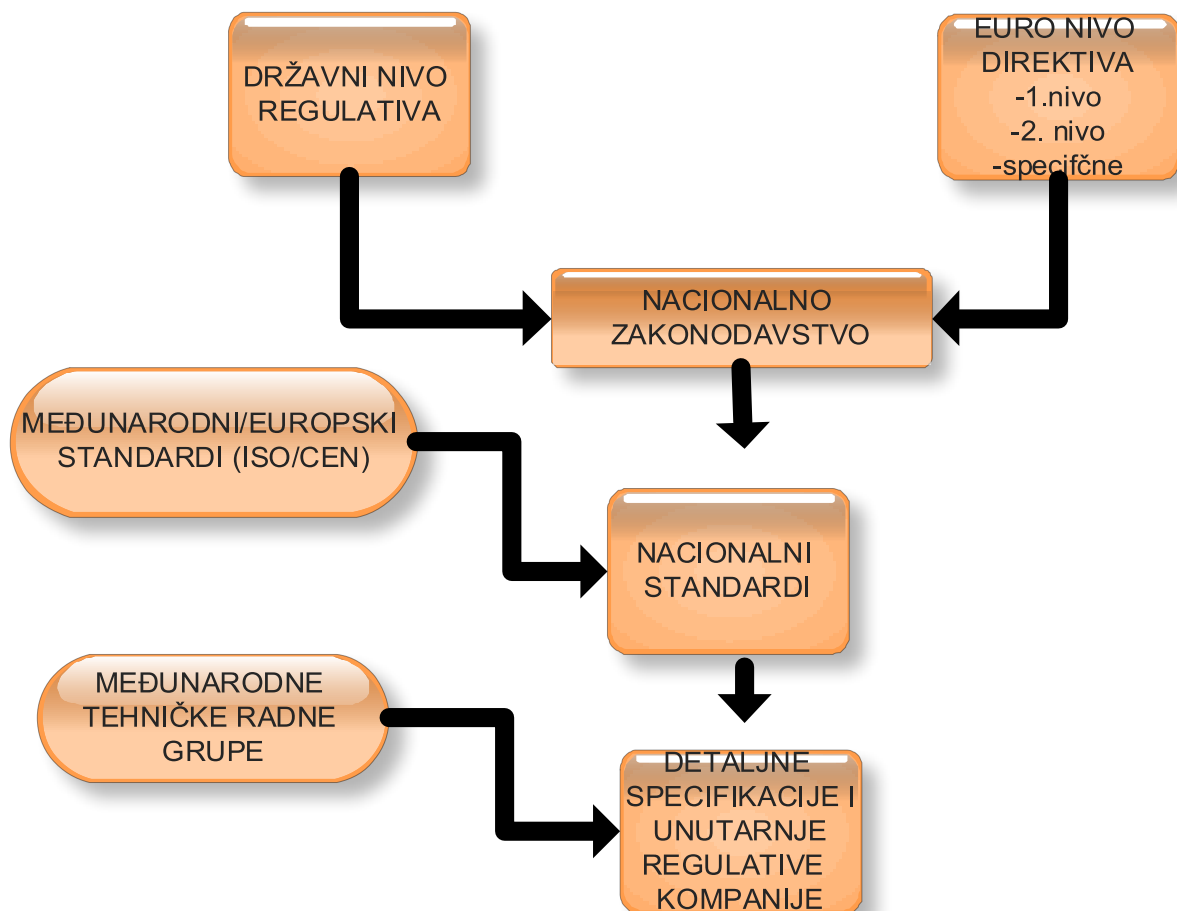 DRŽAVNI NIVO
REGULATIVA
EURO NIVO
DIREKTIVA
-1.nivo
-2. nivo
-specifčne
NACIONALNO
ZAKONODAVSTVO
MEĐUNARODNI/EUROPSKI
STANDARDI (ISO/CEN)
NACIONALNI
STANDARDI
MEĐUNARODNE
TEHNIČKE RADNE
GRUPE
DETALJNE
SPECIFIKACIJE I
UNUTARNJE
REGULATIVE
KOMPANIJE